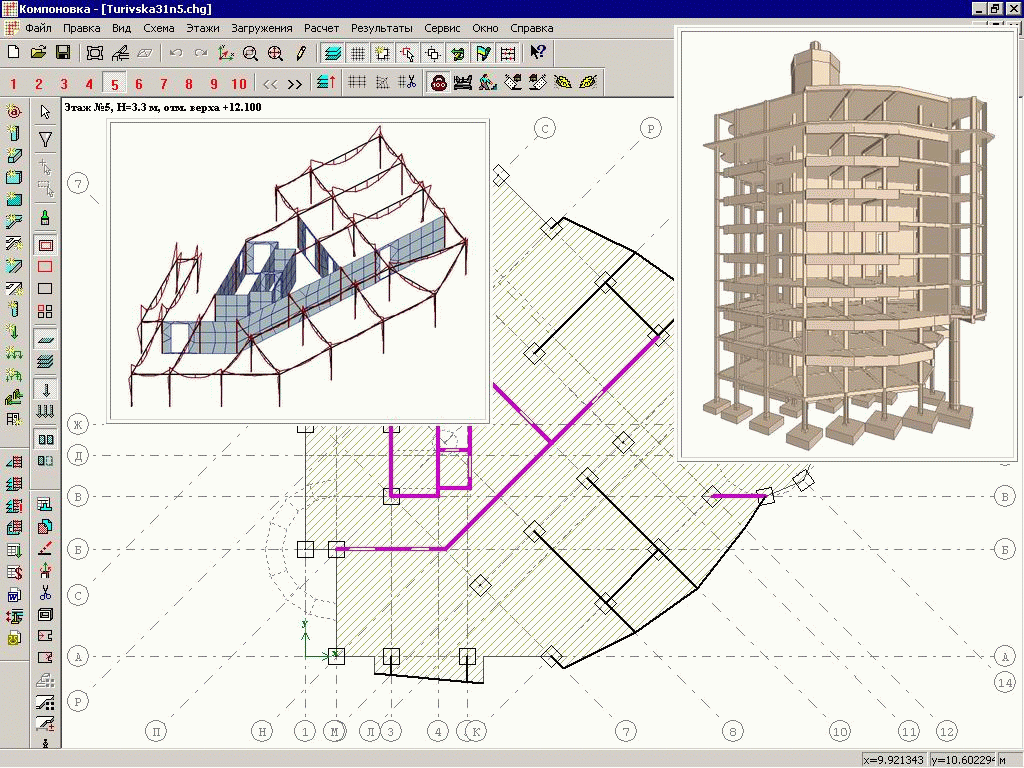 Компоновка - [Turivska31n5.chg]
Файл Правка Вид Схема Этажи Загружения Расчет Результаты Сервис Окно Справка
1 2 3 4 5 6 7 8 9 10 << >>
Этаж №5, H=3.3 м, отм. верха +12.100
С Р
7
Ж
Д
В В
Б Б
С
А А
14
Р
Y
X
П Н 1 М Л 3 4 К 7 8 10 11 12
x=9.921343 y=10.602294 м